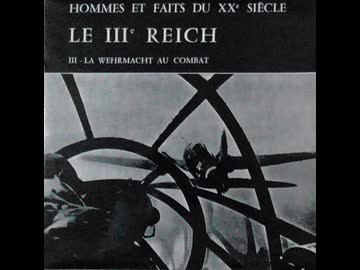 HOMMES ET FAITS DU XXe SIÈCLE
LE IIIe REICH
III - LA WEHRMACHT AU COMBAT